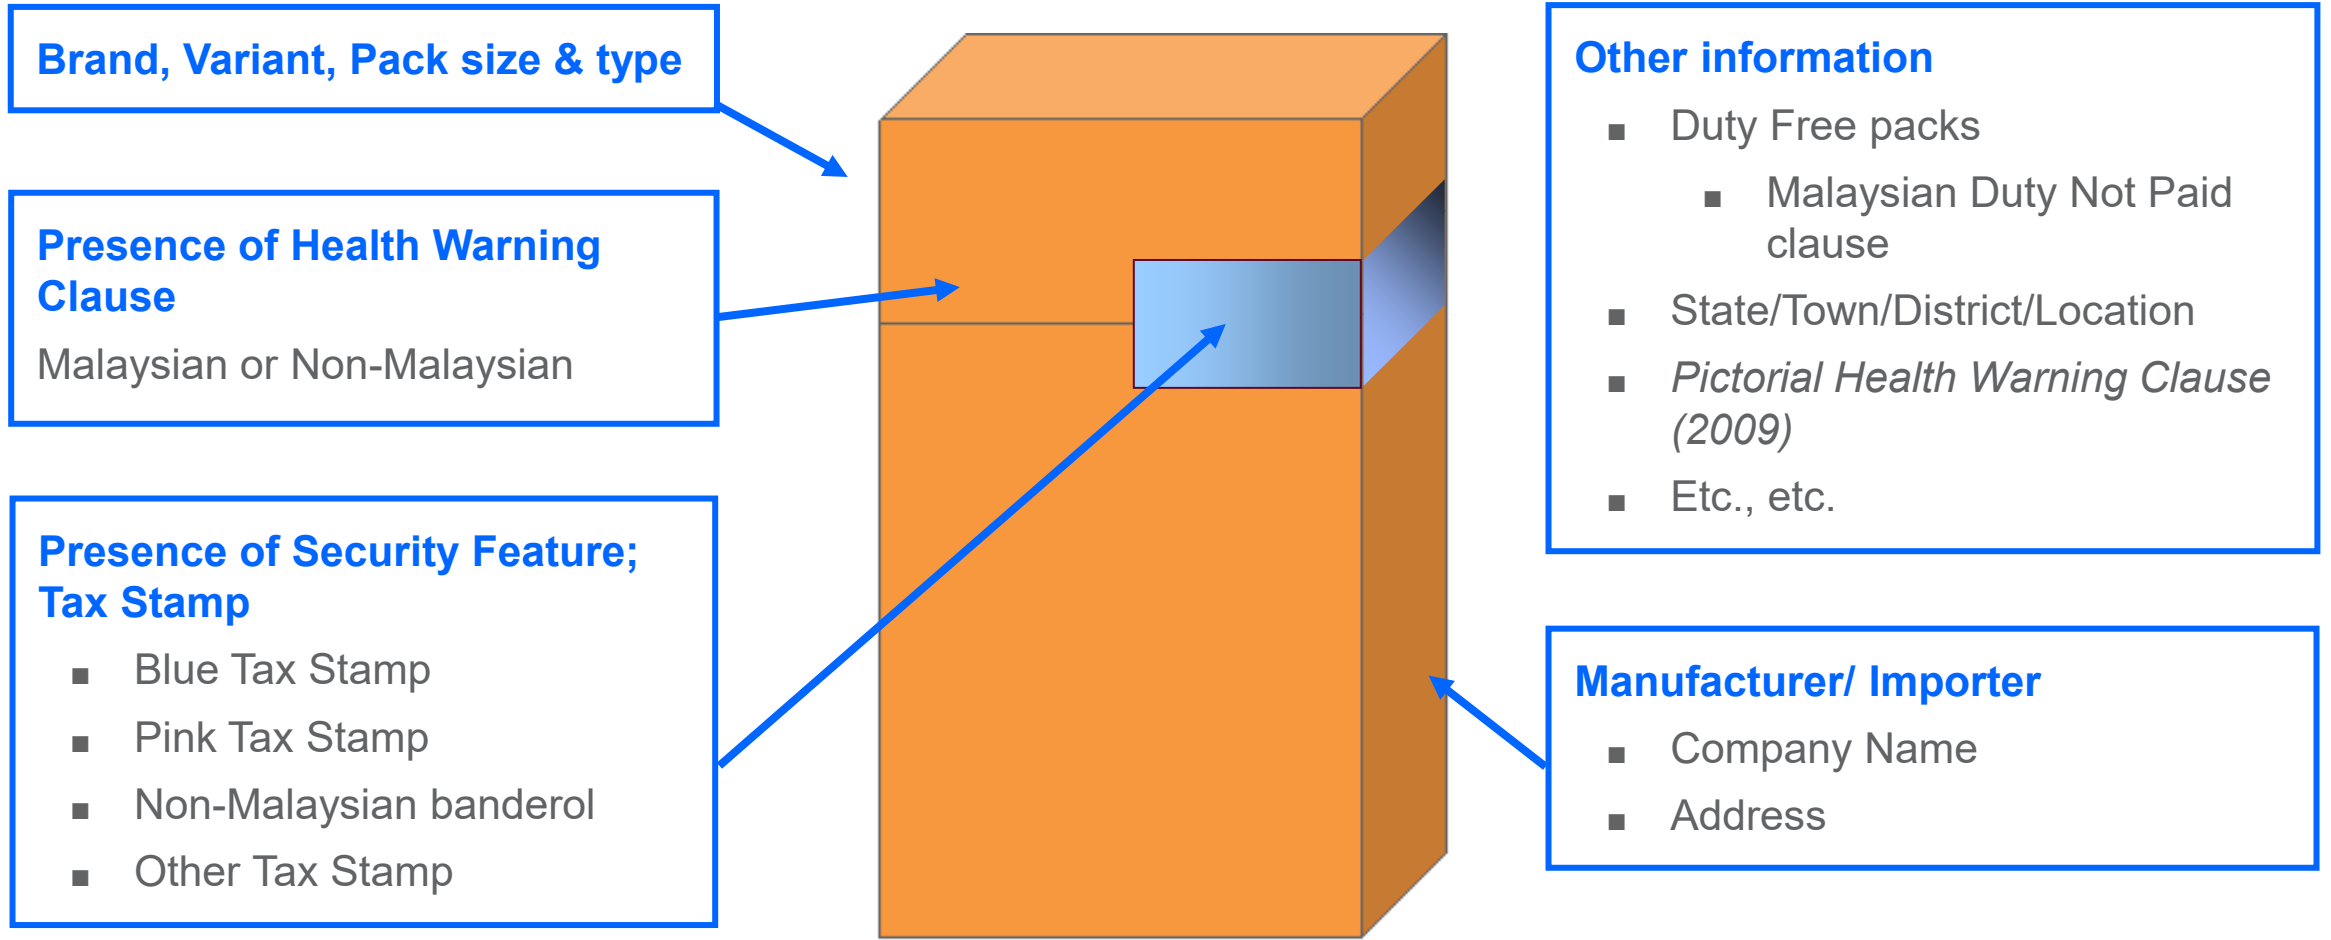 Brand, Variant, Pack size & type
Presence of Health Warning
Clause
Malaysian or Non-Malaysian
Presence of Security Feature;
Tax Stamp
■ Blue Tax Stamp
■ Pink Tax Stamp
■ Non-Malaysian banderol
■ Other Tax Stamp
Other information
■ Duty Free packs
■ Malaysian Duty Not Paid
clause
■ State/Town/District/Location
■ Pictorial Health Warning Clause
(2009)
■ Etc., etc.
Manufacturer/ Importer
■ Company Name
■ Address